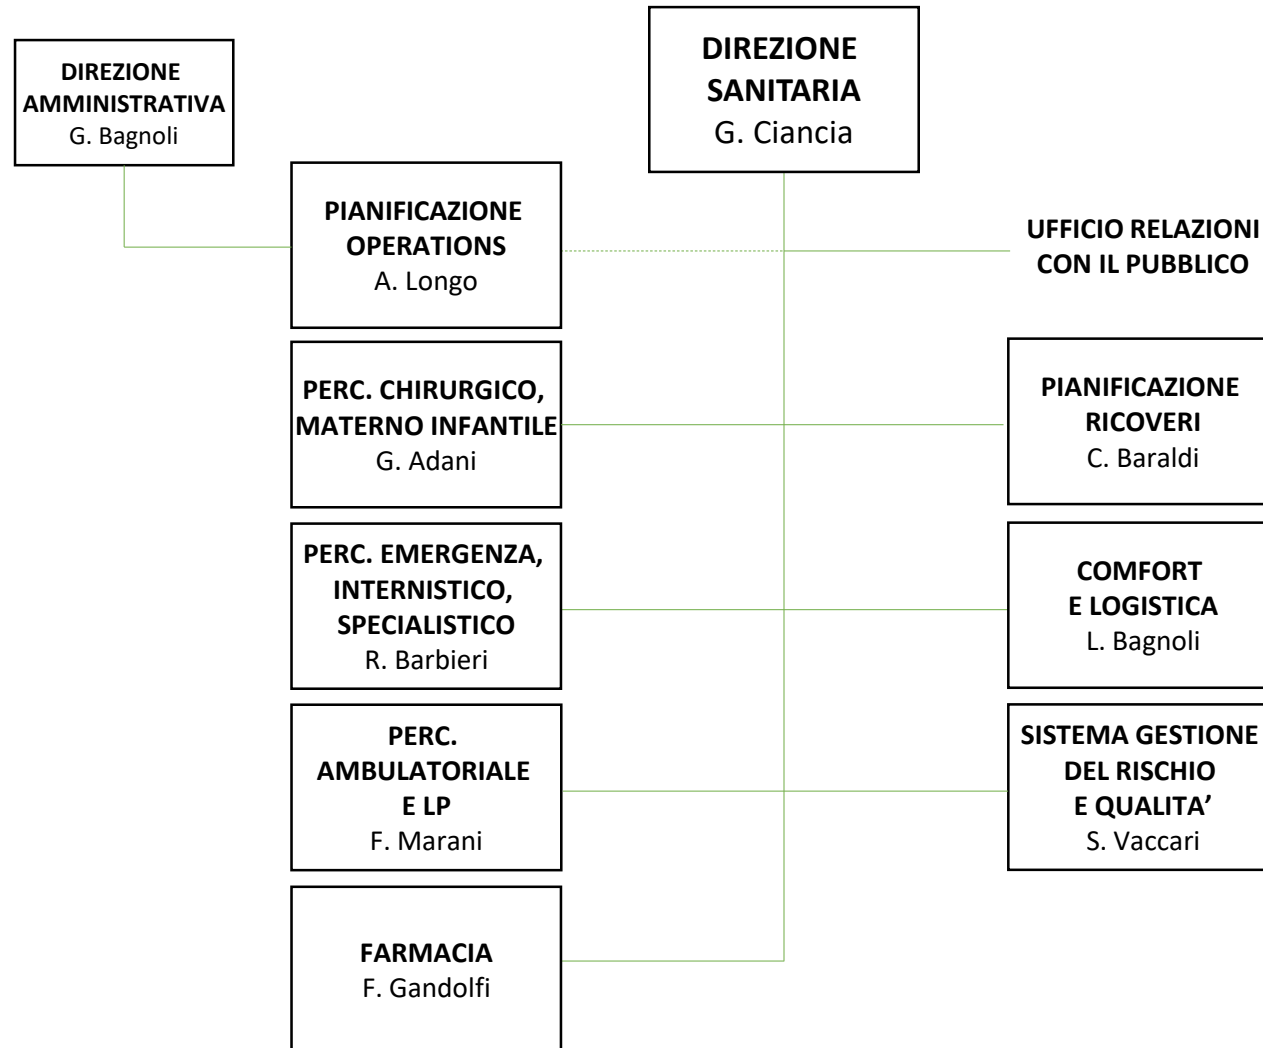 DIREZIONE
AMMINISTRATIVA
G. Bagnoli
DIREZIONE
SANITARIA
G. Ciancia
PIANIFICAZIONE
OPERATIONS
A. Longo
UFFICIO RELAZIONI
CON IL PUBBLICO
PERC. CHIRURGICO,
MATERNO INFANTILE
G. Adani
PIANIFICAZIONE
RICOVERI
C. Baraldi
PERC. EMERGENZA,
INTERNISTICO,
SPECIALISTICO
R. Barbieri
COMFORT
E LOGISTICA
L. Bagnoli
PERC.
AMBULATORIALE
E LP
F. Marani
SISTEMA GESTIONE
DEL RISCHIO
E QUALITA’
S. Vaccari
FARMACIA
F. Gandolfi